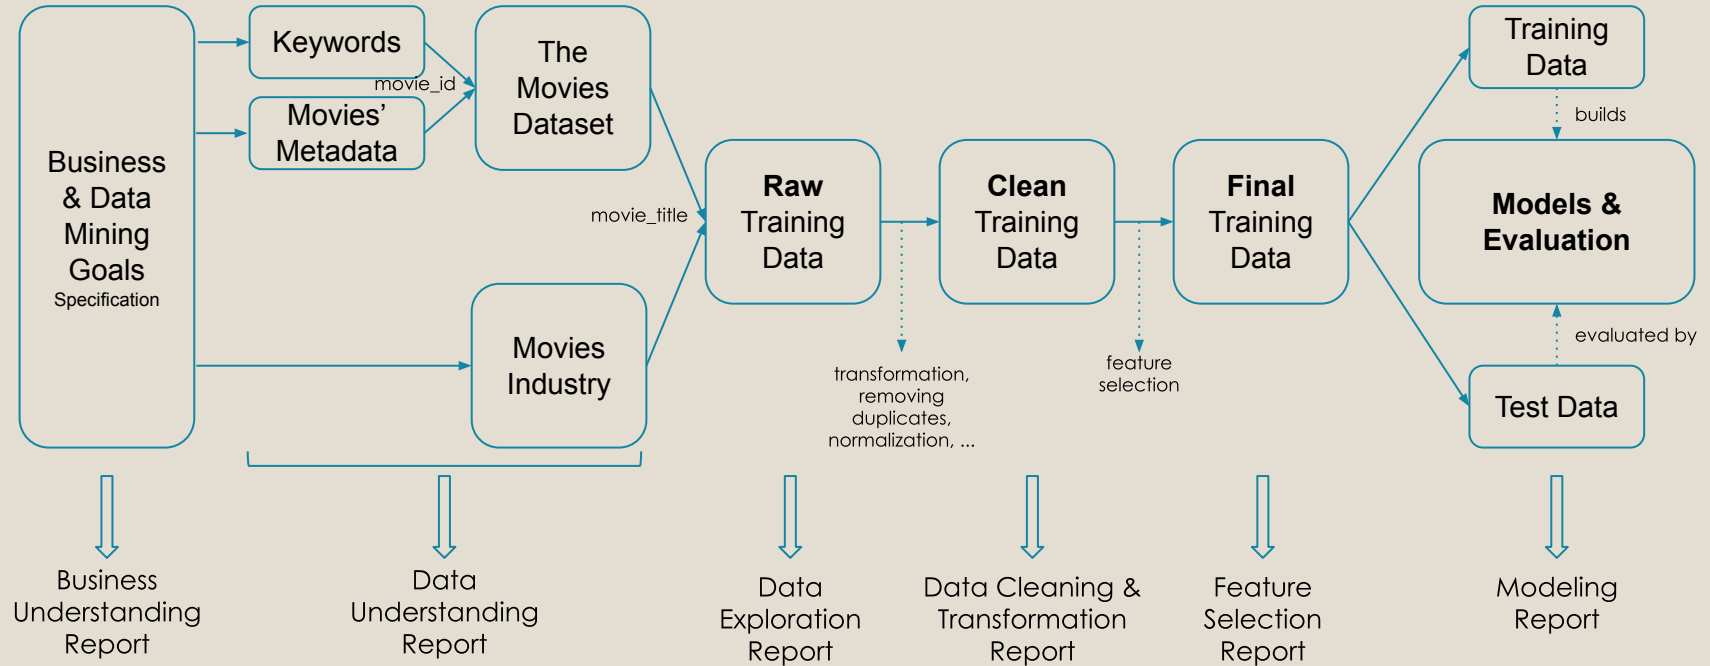 Business
& Data
Mining
Goals
Specification
Keywords
movie_id
Movies'
Metadata
The
Movies
Dataset
Movies
Industry
movie_title
Raw
Training
Data
transformation,
removing
duplicates,
normalization, ...
Clean
Training
Data
feature
selection
Final
Training
Data
Training
Data
builds
Models &
Evaluation
evaluated by
Test Data
Business
Understanding
Report
Data
Understanding
Report
Data
Exploration
Report
Data Cleaning &
Transformation
Report
Feature
Selection
Report
Modeling
Report